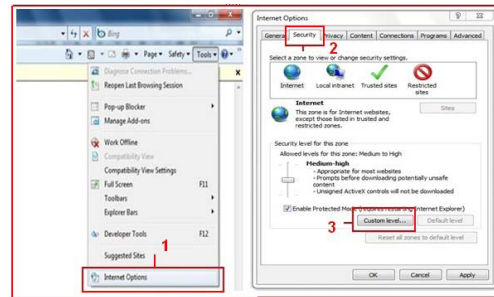 Bing
Page Safety Tools
Diagnose Connection Problems...
Reopen Last Browsing Session
Pop-up Blocker
Manage Add-ons
Work Offline
Compatibility View
Compatibility View Settings
Full Screen F11
Toolbars
Explorer Bars
Developer Tools F12
Suggested Sites
1
Internet Options
Internet Options
General Security Privacy Content Connections Programs Advanced
2
Select a zone to view or change security settings.
Internet Local intranet Trusted sites Restricted sites
Internet
This zone is for Internet websites,
except those listed in trusted and
restricted zones.
Sites
Security level for this zone
Allowed levels for this zone: Medium to High
Medium-high
- Appropriate for most websites
- Prompts before downloading potentially unsafe
content
- Unsigned ActiveX controls will not be downloaded
Enable Protected Mode (requires restarting Internet Explorer)
3
Custom level... Default level
Reset all zones to default level
OK Cancel Apply